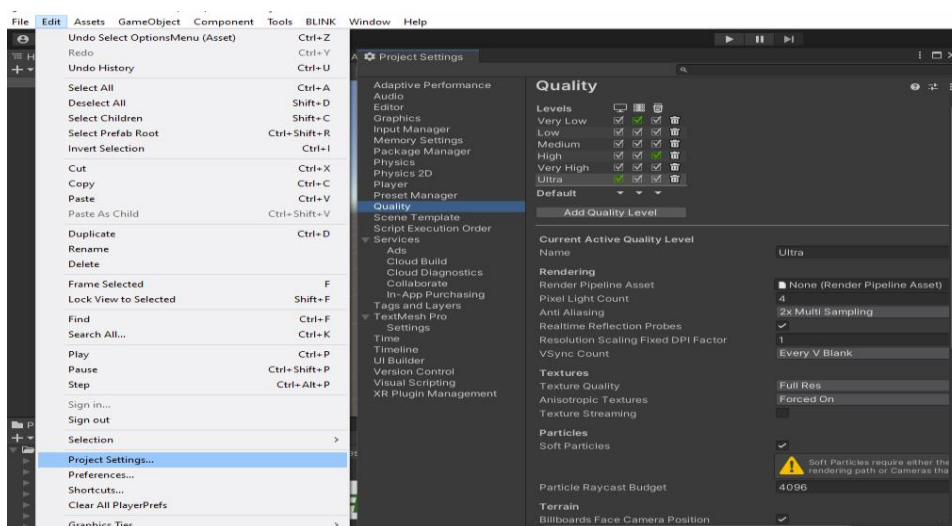 File Edit Assets GameObject Component Tools BLINK Window Help
Undo Select OptionsMenu (Asset) Ctrl+Z
Redo Ctrl+Y
Undo History Ctrl+U
Select All Ctrl+A
Deselect All Shift+D
Select Children Shift+C
Select Prefab Root Ctrl+Shift+R
Invert Selection Ctrl+I
Cut Ctrl+X
Copy Ctrl+C
Paste Ctrl+V
Paste As Child Ctrl+Shift+V
Duplicate Ctrl+D
Rename
Delete
Frame Selected F
Lock View to Selected Shift+F
Find Ctrl+F
Search All... Ctrl+K
Play Ctrl+P
Pause Ctrl+Shift+P
Step Ctrl+Alt+P
Sign in...
Sign out
Selection >
Project Settings...
Preferences...
Shortcuts...
Clear All PlayerPrefs
Graphics Tier
Project Settings
Adaptive Performance
Audio
Editor
Graphics
Input Manager
Memory Settings
Package Manager
Physics
Physics 2D
Player
Preset Manager
Quality
Scene Template
Script Execution Order
Services
Ads
Cloud Build
Cloud Diagnostics
Collaborate
In-App Purchasing
Tags and Layers
TextMesh Pro
Settings
Time
Timeline
UI Builder
Version Control
Visual Scripting
XR Plugin Management
Quality
Levels
Very Low
Low
Medium
High
Very High
Ultra
Default
Add Quality Level
Current Active Quality Level
Name Ultra
Rendering
Render Pipeline Asset None (Render Pipeline Asset)
Pixel Light Count 4
Anti Aliasing 2x Multi Sampling
Realtime Reflection Probes
Resolution Scaling Fixed DPI Factor 1
VSync Count Every V Blank
Textures
Texture Quality Full Res
Anisotropic Textures Forced On
Texture Streaming
Particles
Soft Particles
Soft Particles require either the
rendering path or Cameras tha
Particle Raycast Budget 4096
Terrain
Billboards Face Camera Position